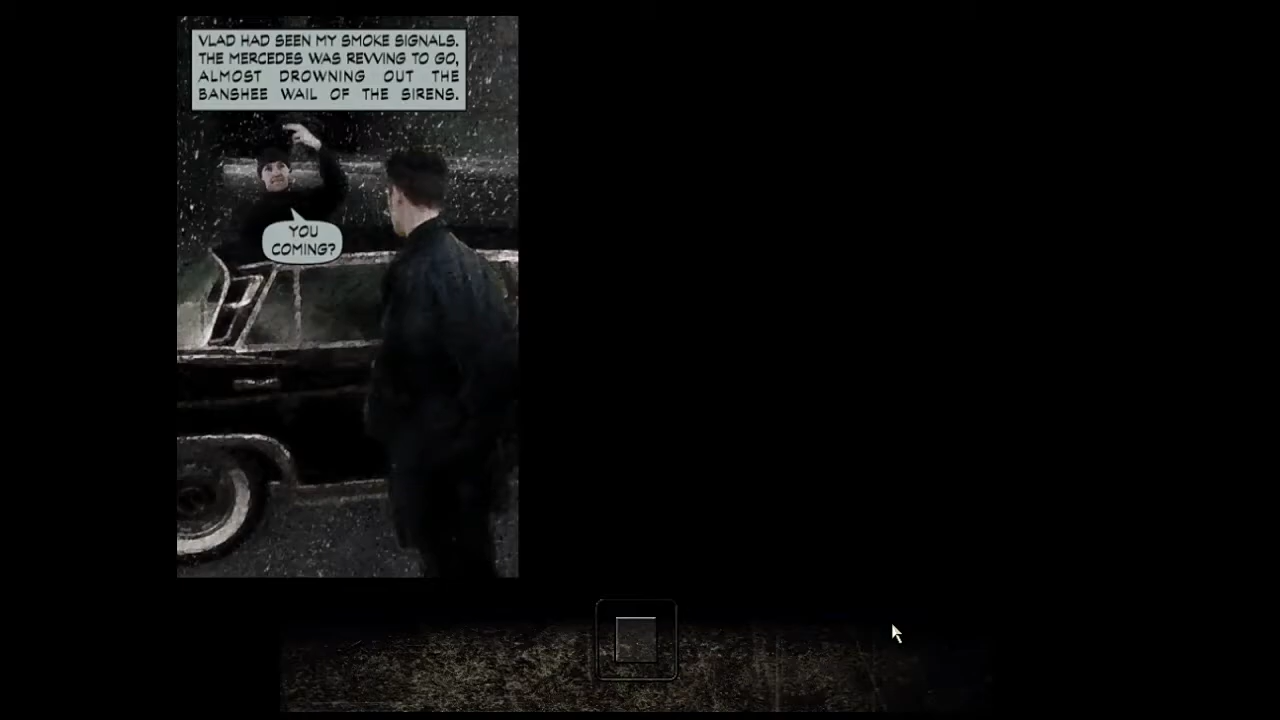 VLAD HAD SEEN MY SMOKE SIGNALS.
THE MERCEDES WAS REVVING TO GO,
ALMOST DROWNING OUT THE
BANSHEE WAIL OF THE SIRENS.
YOU
COMING?